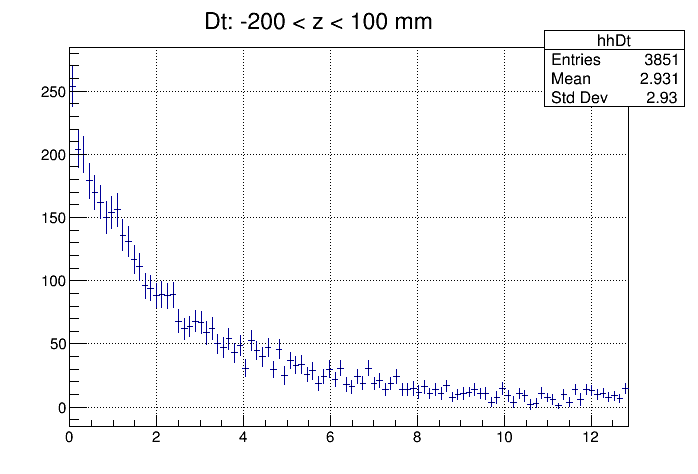 Dt: -200 < z < 100 mm
hhDt
Entries 3851
Mean 2.931
Std Dev 2.93
250
200
150
100
50
0
0 2 4 6 8 10 12